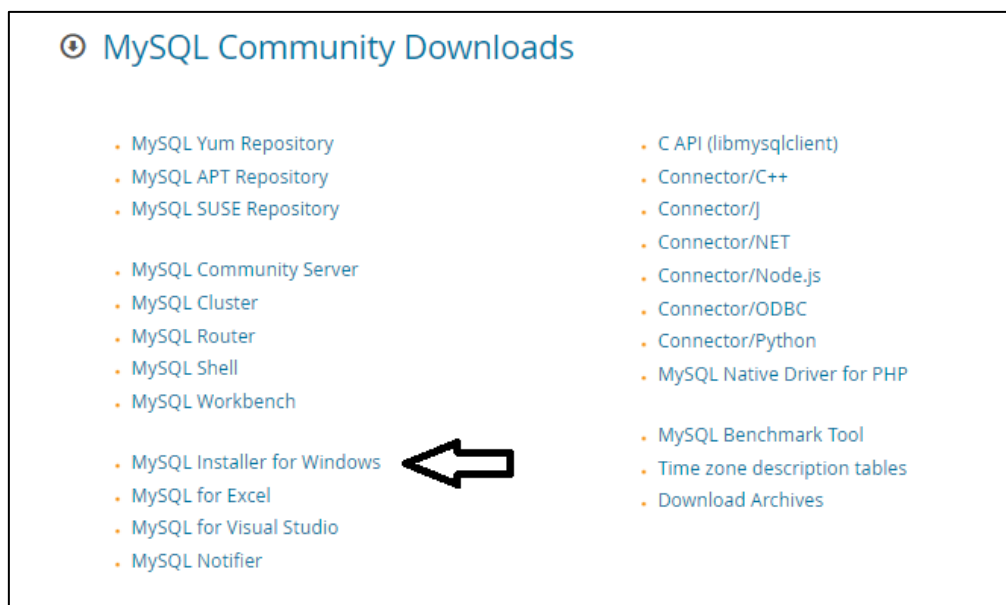 MySQL Community Downloads
MySQL Yum Repository
MySQL APT Repository
MySQL SUSE Repository
MySQL Community Server
MySQL Cluster
MySQL Router
MySQL Shell
MySQL Workbench
MySQL Installer for Windows
MySQL for Excel
MySQL for Visual Studio
MySQL Notifier
C API (libmysqlclient)
Connector/C++
Connector/J
Connector/NET
Connector/Node.js
Connector/ODBC
Connector/Python
MySQL Native Driver for PHP
MySQL Benchmark Tool
Time zone description tables
Download Archives